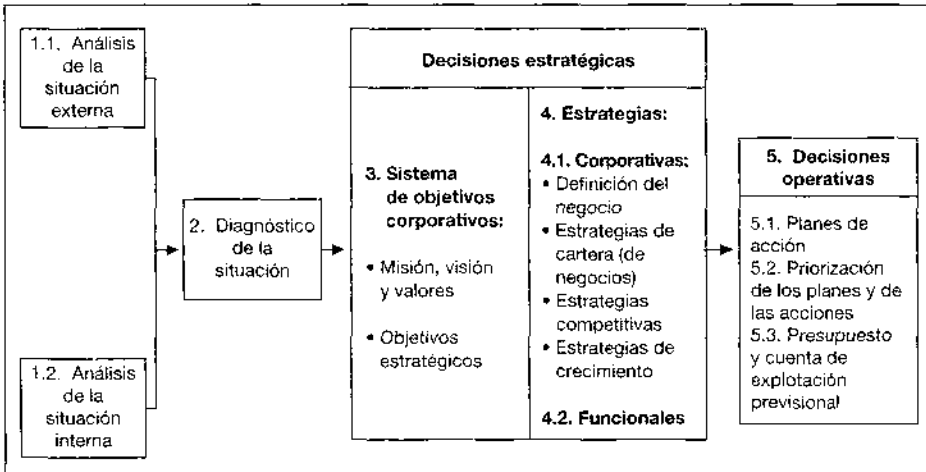 1.1. Análisis
de la
situación
externa
1.2. Análisis
de la
situación
interna
2. Diagnóstico
de la
situación
Decisiones estratégicas
3. Sistema
de objetivos
corporativos:
• Misión, visión
y valores
• Objetivos
estratégicos
4. Estrategias:
4.1. Corporativas:
• Definición del
negocio
• Estrategias de
cartera (de
negocios)
• Estrategias
competitivas
• Estrategias de
crecimiento
4.2. Funcionales
5. Decisiones
operativas
5.1. Planes de
acción
5.2. Priorización
de los planes y de
las acciones
5.3. Presupuesto
y cuenta de
explotación
previsional